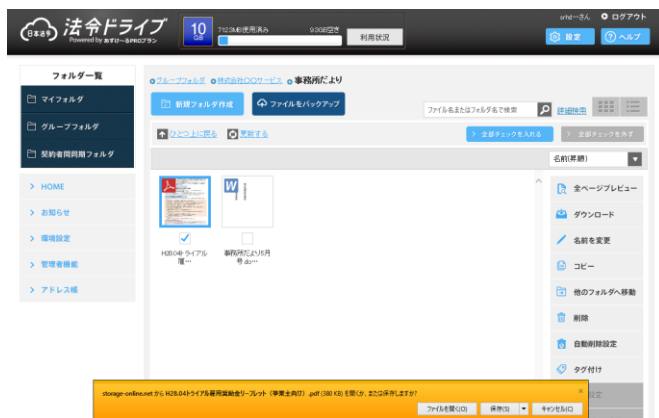 日本法令 法令ドライブ
Powered by あすけ〜るPROプラン
10
GB
712.3MB使用済み 9.3GB空き
利用状況
ログアウト
設定 ヘルプ
フォルダ一覧
マイフォルダ
グループフォルダ
契約者間同期フォルダ
HOME
お知らせ
環境設定
管理者機能
アドレス帳
グループフォルダ 株式会社○○サービス 事務所だより
新規フォルダ作成 ファイルをバックアップ
ファイル名またはフォルダ名で検索 詳細検索
ひとつ上に戻る 更新する
全部チェックを入れる 全部チェックを外す
名前(昇順)
H28.04トライアル
雇…
事務所だより5月
号.do…
全ページプレビュー
ダウンロード
名前を変更
コピー
他のフォルダへ移動
削除
自動削除設定
タグ付け
設定
storage-online.net から H28.04トライアル雇用奨励金リーフレット（事業主向け）.pdf (380 KB) を開くか、または保存しますか?
ファイルを開く(O) 保存(S) キャンセル(C)